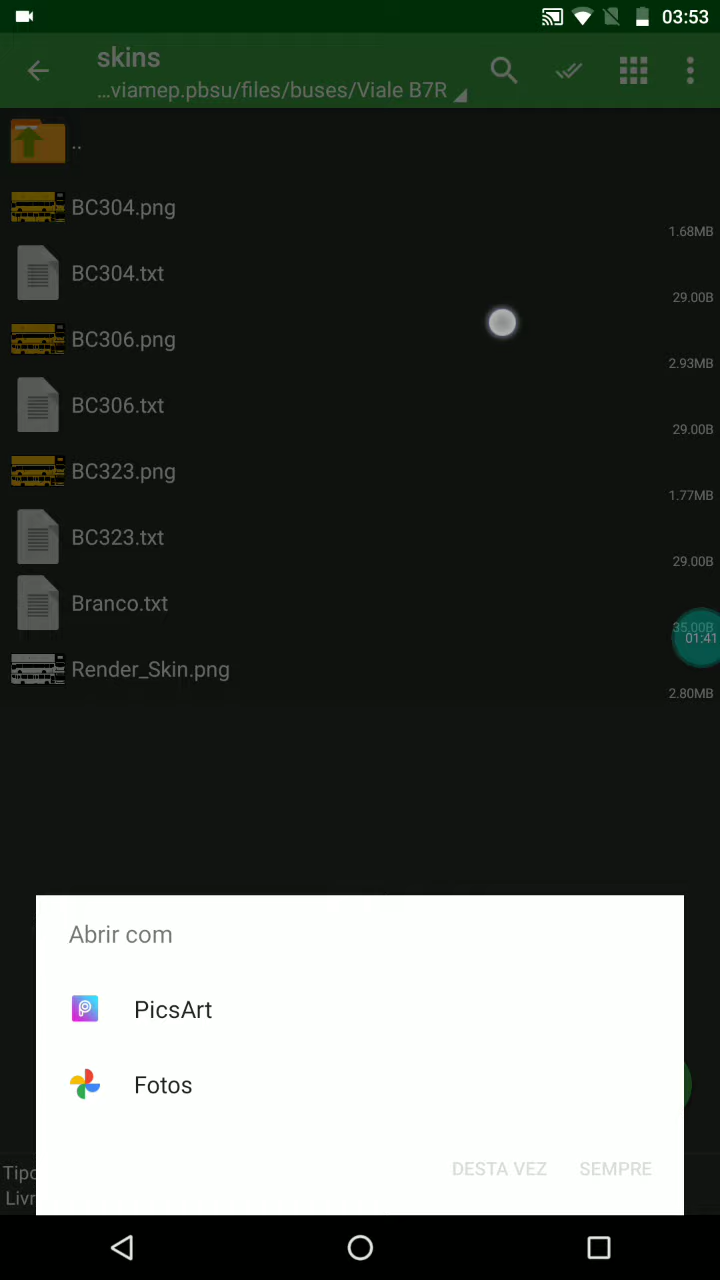 03:53
skins
...viamep.pbsu/files/buses/Viale B7R
..
BC304.png
1.68MB
BC304.txt
29.00B
BC306.png
2.93MB
BC306.txt
29.00B
BC323.png
1.77MB
BC323.txt
29.00B
Branco.txt
35.00B
01:41
Render_Skin.png
2.80MB
Abrir com
PicsArt
Fotos
DESTA VEZ SEMPRE
Tipo
Livr